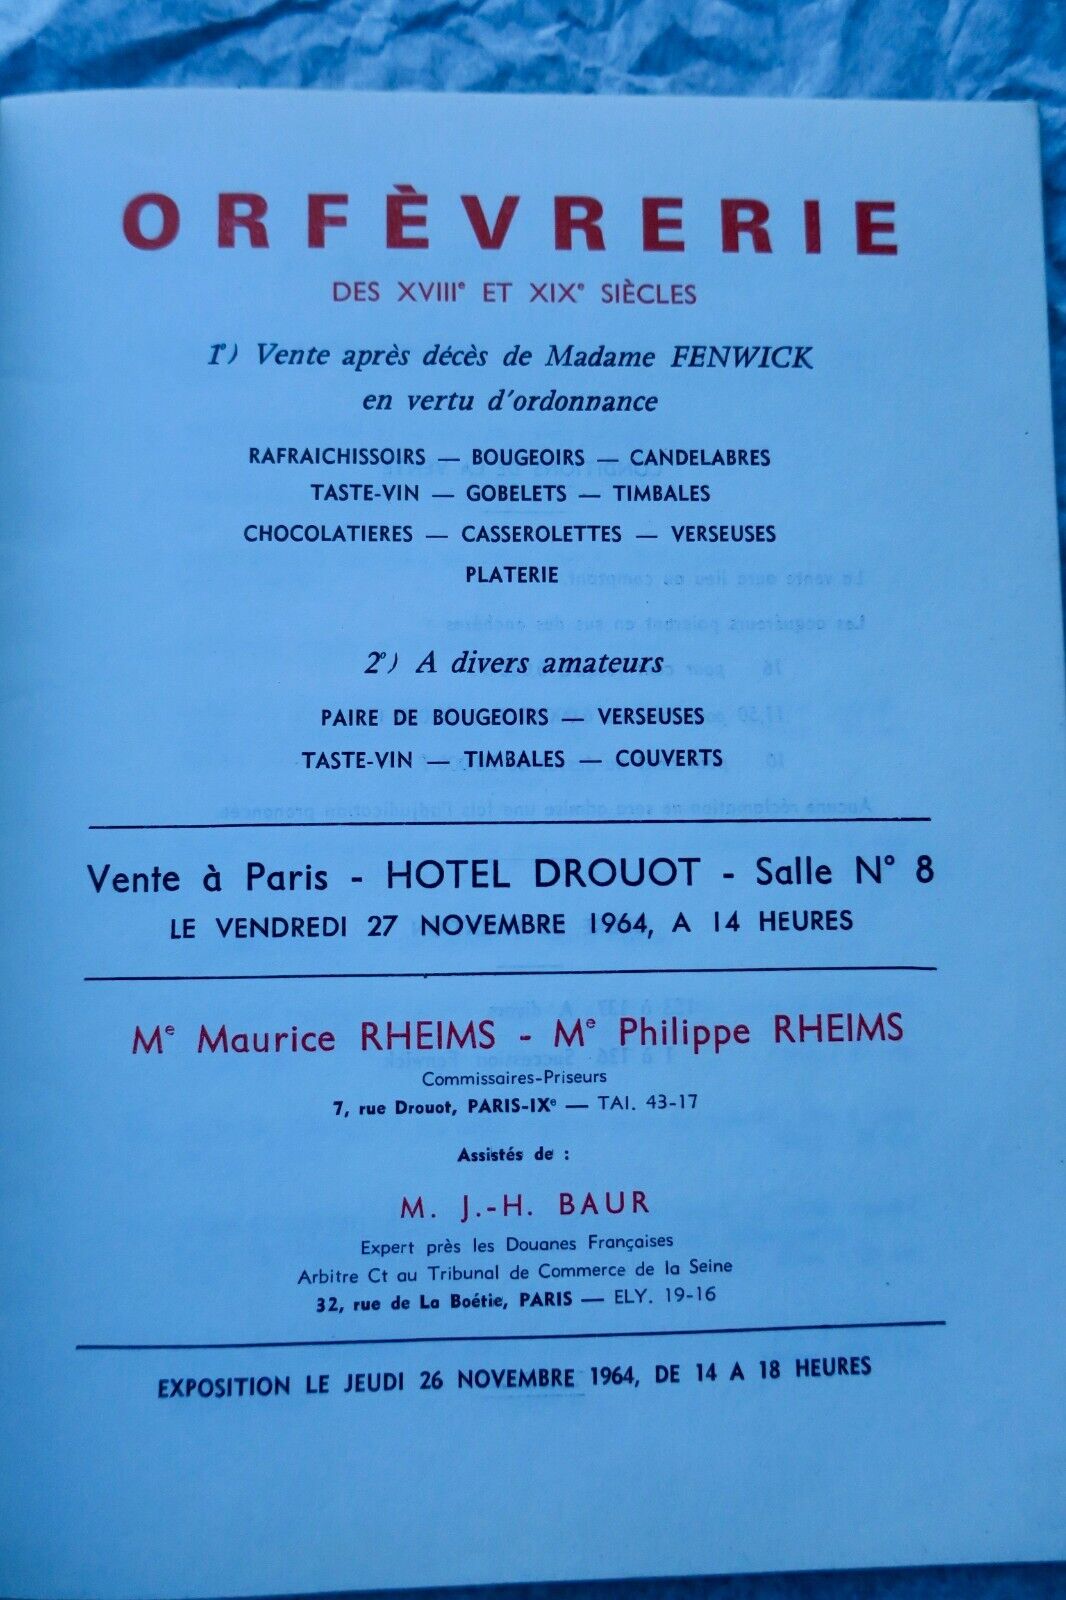 ORFÈVRERIE
DES XVIIIe ET XIXe SIÈCLES
1°) Vente après décès de Madame FENWICK
en vertu d'ordonnance
RAFRAICHISSOIRS — BOUGEOIRS — CANDELABRES
TASTE-VIN — GOBELETS — TIMBALES
CHOCOLATIERES — CASSEROLETTES — VERSEUSES
PLATERIE
2°) A divers amateurs
PAIRE DE BOUGEOIRS — VERSEUSES
TASTE-VIN — TIMBALES — COUVERTS
Vente à Paris - HOTEL DROUOT - Salle N° 8
LE VENDREDI 27 NOVEMBRE 1964, A 14 HEURES
Me Maurice RHEIMS - Me Philippe RHEIMS
Commissaires-Priseurs
7, rue Drouot, PARIS-IXe — TAI. 43-17
Assistés de :
M. J.-H. BAUR
Expert près les Douanes Françaises
Arbitre Ct au Tribunal de Commerce de la Seine
32, rue de La Boétie, PARIS — ELY. 19-16
EXPOSITION LE JEUDI 26 NOVEMBRE 1964, DE 14 A 18 HEURES